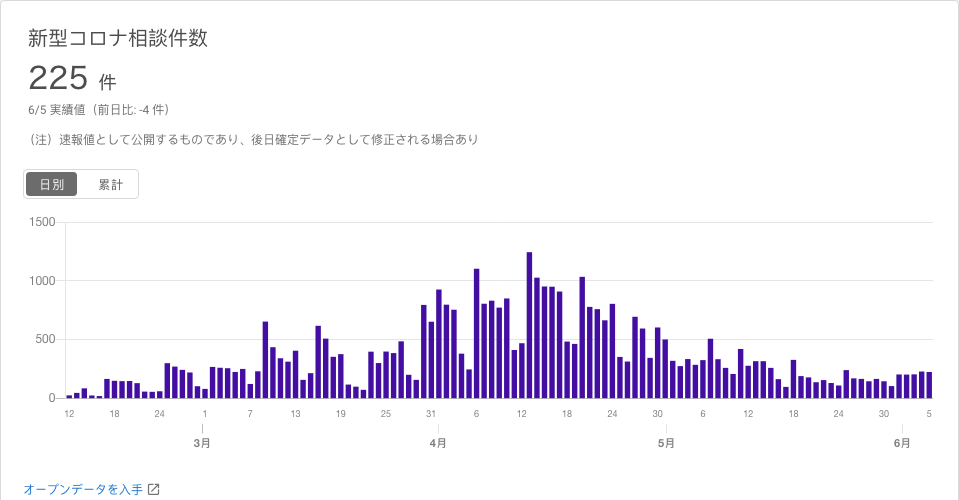 新型コロナ相談件数
225 件
6/5 実績値（前日比: -4 件）
（注）速報値として公開するものであり、後日確定データとして修正される場合あり
日別 累計
1500
1000
500
0
12 18 24 1 7 13 19 25 31 6 12 18 24 30 6 12 18 24 30 5
3月 4月 5月 6月
オープンデータを入手